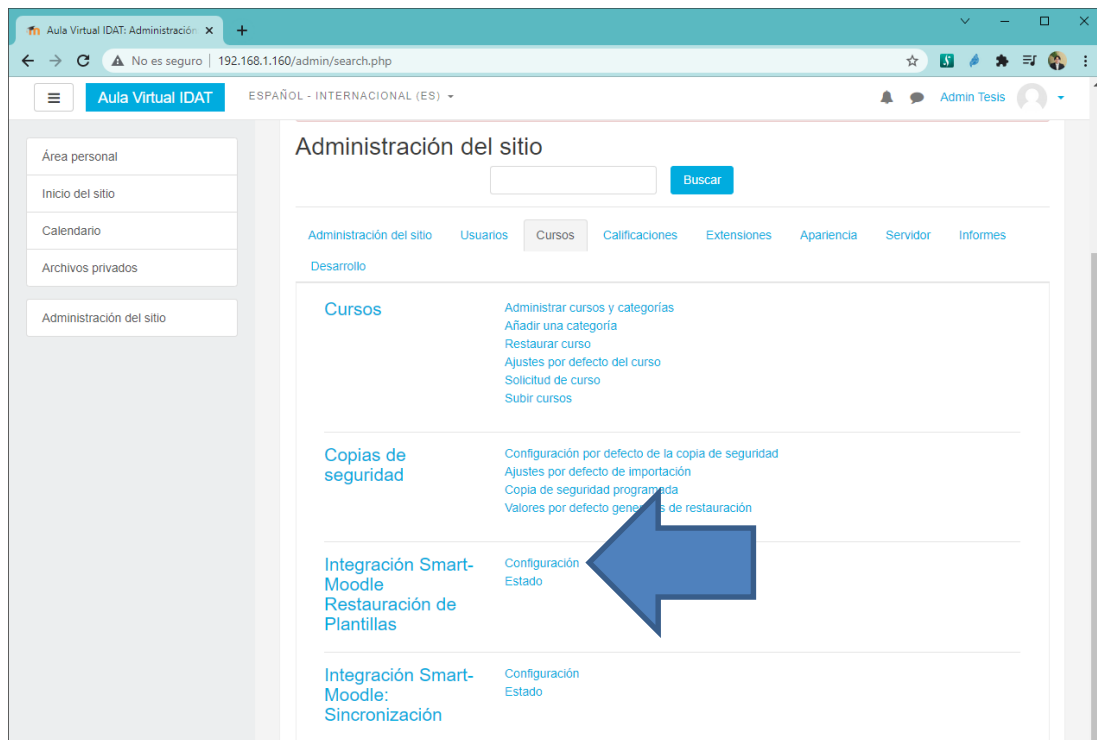 Aula Virtual IDAT: Administración
No es seguro | 192.168.1.160/admin/search.php
Aula Virtual IDAT
ESPAÑOL - INTERNACIONAL (ES)
Admin Tesis
Área personal
Inicio del sitio
Calendario
Archivos privados
Administración del sitio
Administración del sitio
Buscar
Administración del sitio Usuarios Cursos Calificaciones Extensiones Apariencia Servidor Informes
Desarrollo
Cursos
Administrar cursos y categorías
Añadir una categoría
Restaurar curso
Ajustes por defecto del curso
Solicitud de curso
Subir cursos
Copias de
seguridad
Configuración por defecto de la copia de seguridad
Ajustes por defecto de importación
Copia de seguridad programada
Valores por defecto de restauración
Integración Smart-
Moodle
Restauración de
Plantillas
Configuración
Estado
Integración Smart-
Moodle:
Sincronización
Configuración
Estado